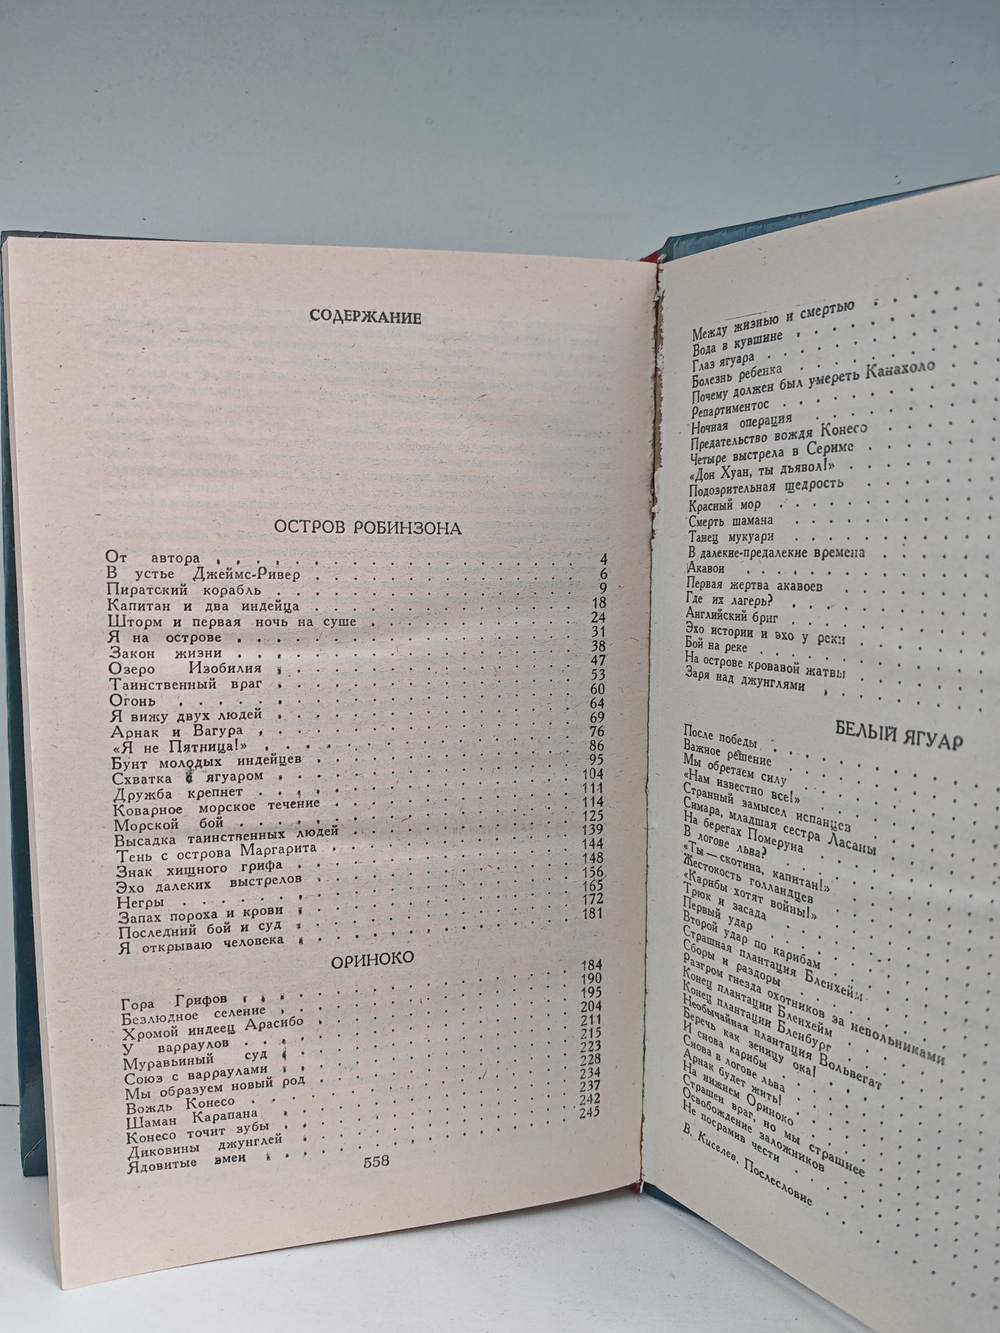 СОДЕРЖАНИЕ
ОСТРОВ РОБИНЗОНА
От автора 4
В устье Джеймс-Ривер 6
Пиратский корабль 9
Капитан и два индейца 18
Шторм и первая ночь на суше 24
Я на острове 31
Закон жизни 38
Озеро Изобилия 47
Таинственный враг 53
Огонь 60
Я вижу двух людей 64
Арнак и Вагура 69
«Я не Пятница!» 76
Бунт молодых индейцев 86
Схватка с ягуаром 95
Дружба крепнет 104
Коварное морское течение 111
Морской бой 114
Высадка таинственных людей 125
Тень с острова Маргарита 139
Знак хищного грифа 144
Эхо далеких выстрелов 148
Негры 156
Запах пороха и крови 165
Последний бой и суд 172
Я открываю человека 181
ОРИНОКО
Гора Грифов 184
Безлюдное селение 190
Хромой индеец Арасибо 195
У варраулов 204
Муравьиный суд 211
Союз с варраулами 215
Мы образуем новый род 223
Вождь Конесо 228
Шаман Карапана 234
Конесо точит зубы 237
Диковины джунглей 242
Ядовитые змеи 245
558
Между жизнью и смертью
Вода в кувшине
Глаз ягуара
Болезнь ребенка
Почему должен был умереть Канахоло
Репартиментос
Ночная операция
Предательство вождя Конесо
Четыре выстрела в Сериме
«Дон Хуан, ты дьявол!»
Подозрительная щедрость
Красный мор
Смерть шамана
Танец мукуари
В далекие-предалекие времена
Акавои
Первая жертва акавоев
Где их лагерь?
Английский бриг
Эхо истории и эхо у реки
Бой на реке
На острове кровавой жатвы
Заря над джунглями
БЕЛЫЙ ЯГУАР
После победы
Важное решение
Мы обретаем силу
«Нам известно все!»
Странный замысел испанцев
Симара, младшая сестра Ласаны
На берегах Померуна
В логове льва?
«Ты — скотина, капитан!»
Жестокость голландцев
«Карибы хотят войны!»
Трюк и засада
Первый удар
Второй удар по карибам
Страшная плантация Бленхейм
Сборы и раздоры
Разгром гнезда охотников за невольниками
Конец плантации Бленхейм
Конец плантации Бленбург
Необычайная плантация Вольвегат
Беречь как зеницу ока!
И снова карибы
Снова в логове льва
Арнак будет жить!
На нижнем Ориноко
Страшен враг, но мы страшнее
Освобождение заложников
Не посрамив чести
В. Киселев. Послесловие